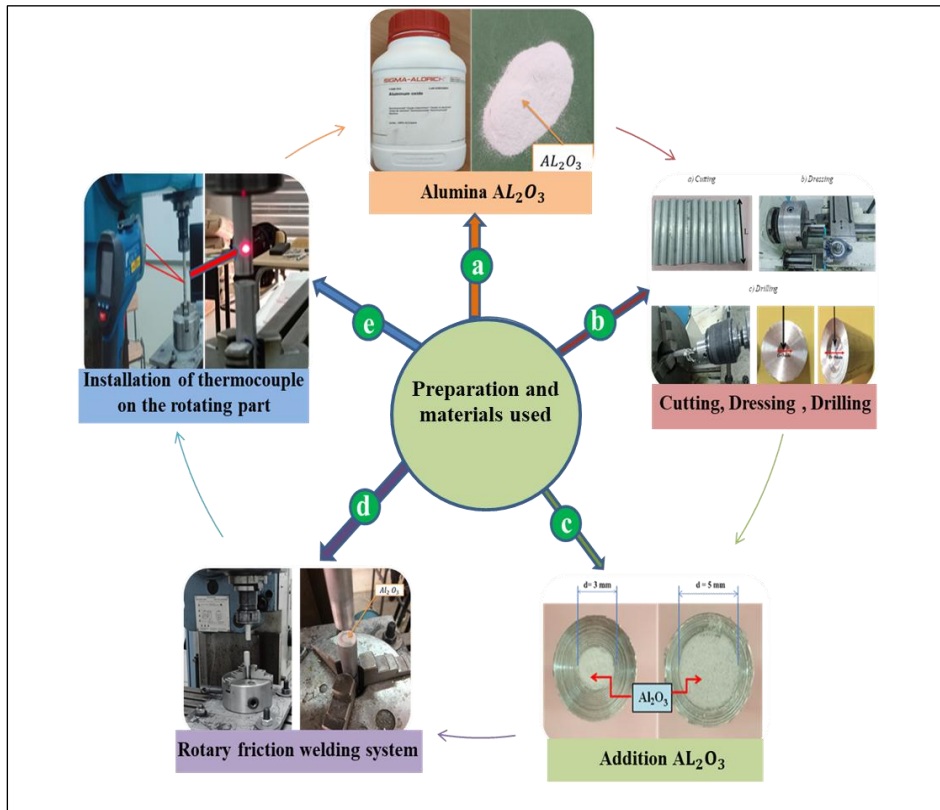 SIGMA-ALDRICH
Aluminum oxide
AL₂O₃
Alumina AL₂O₃
a
a) Cutting
b) Dressing
L
c) Drilling
b
Cutting, Dressing , Drilling
e
Installation of thermocouple
on the rotating part
Preparation and
materials used
d
c
Al₂O₃
Rotary friction welding system
d= 3 mm
d = 5 mm
Al₂O₃
Addition AL₂O₃